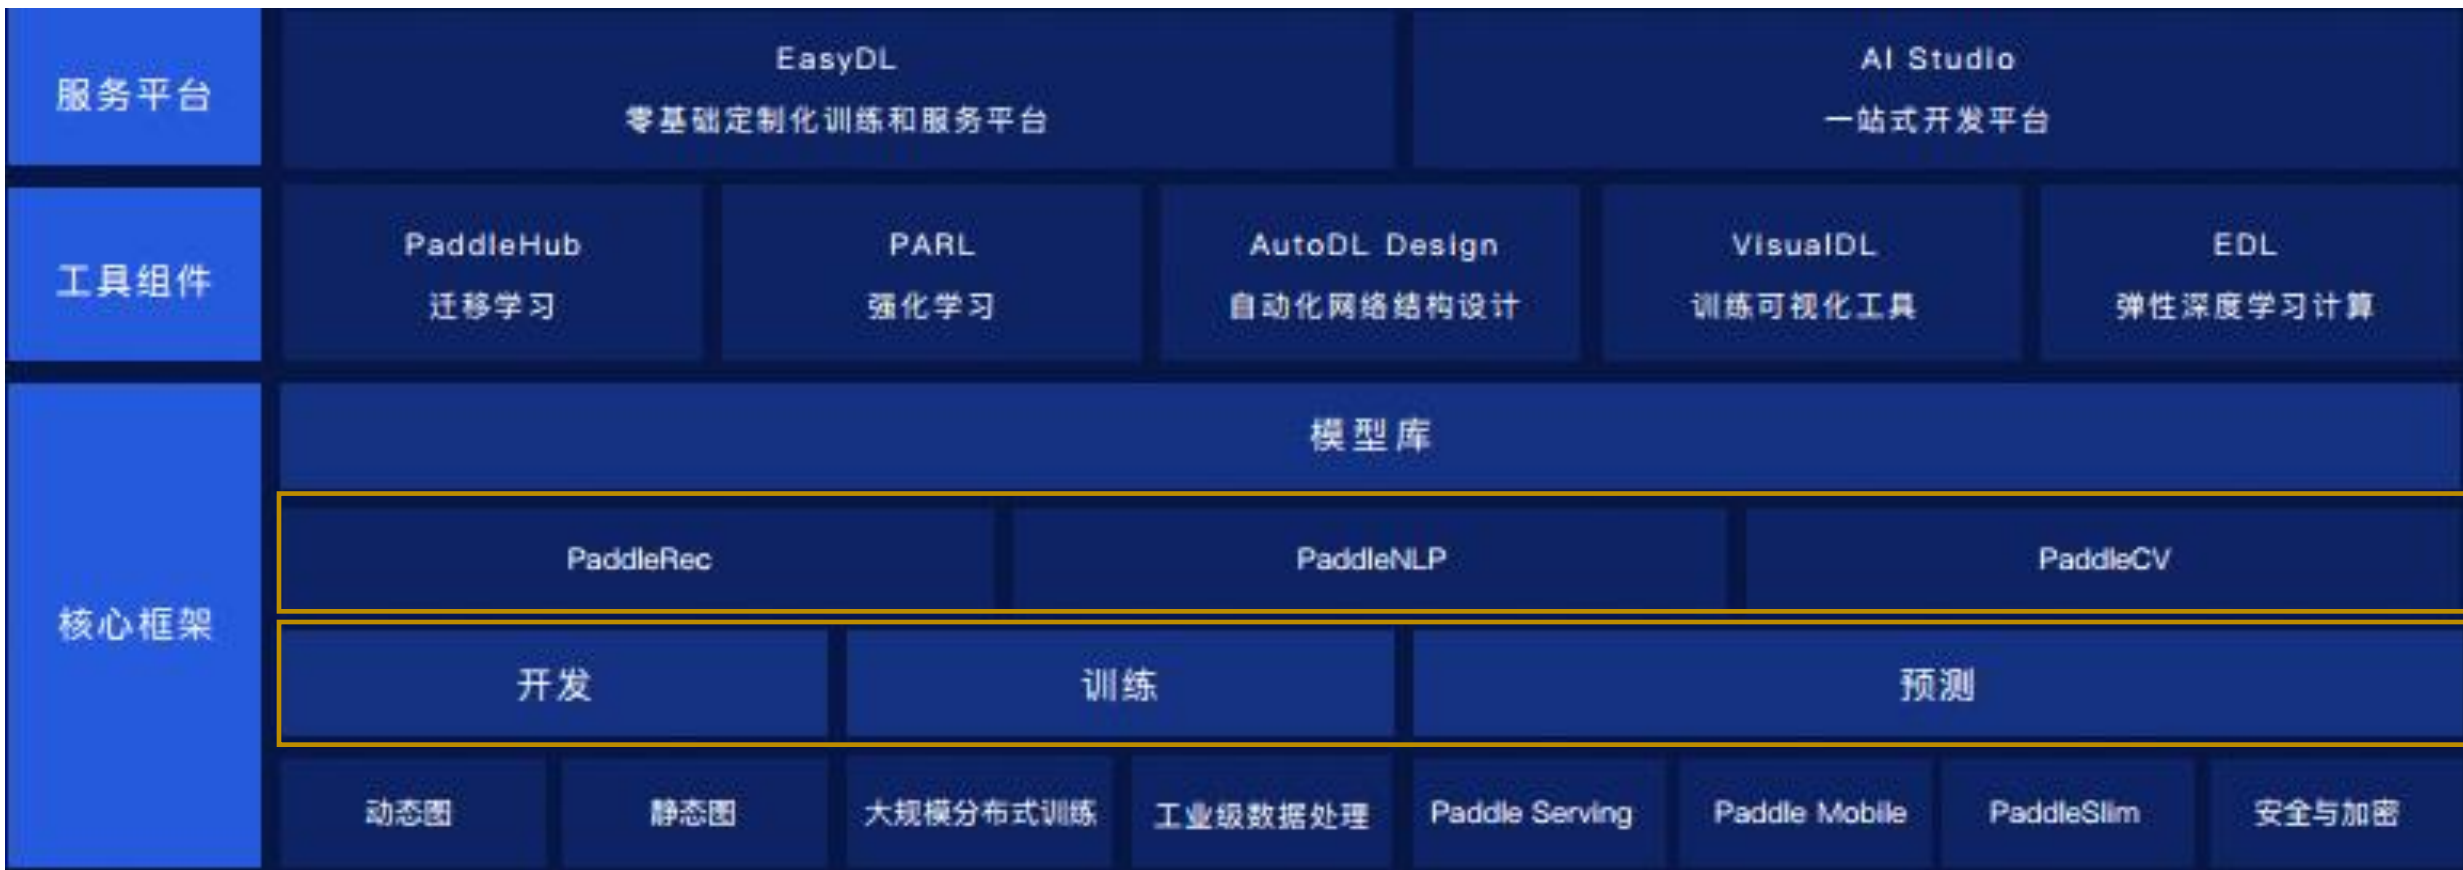 服务平台
EasyDL
零基础定制化训练和服务平台
AI Studio
一站式开发平台
工具组件
PaddleHub
迁移学习
PARL
强化学习
AutoDL Design
自动化网络结构设计
VisualDL
训练可视化工具
EDL
弹性深度学习计算
核心框架
模型库
PaddleRec
PaddleNLP
PaddleCV
开发
训练
预测
动态图
静态图
大规模分布式训练
工业级数据处理
Paddle Serving
Paddle Mobile
PaddleSlim
安全与加密